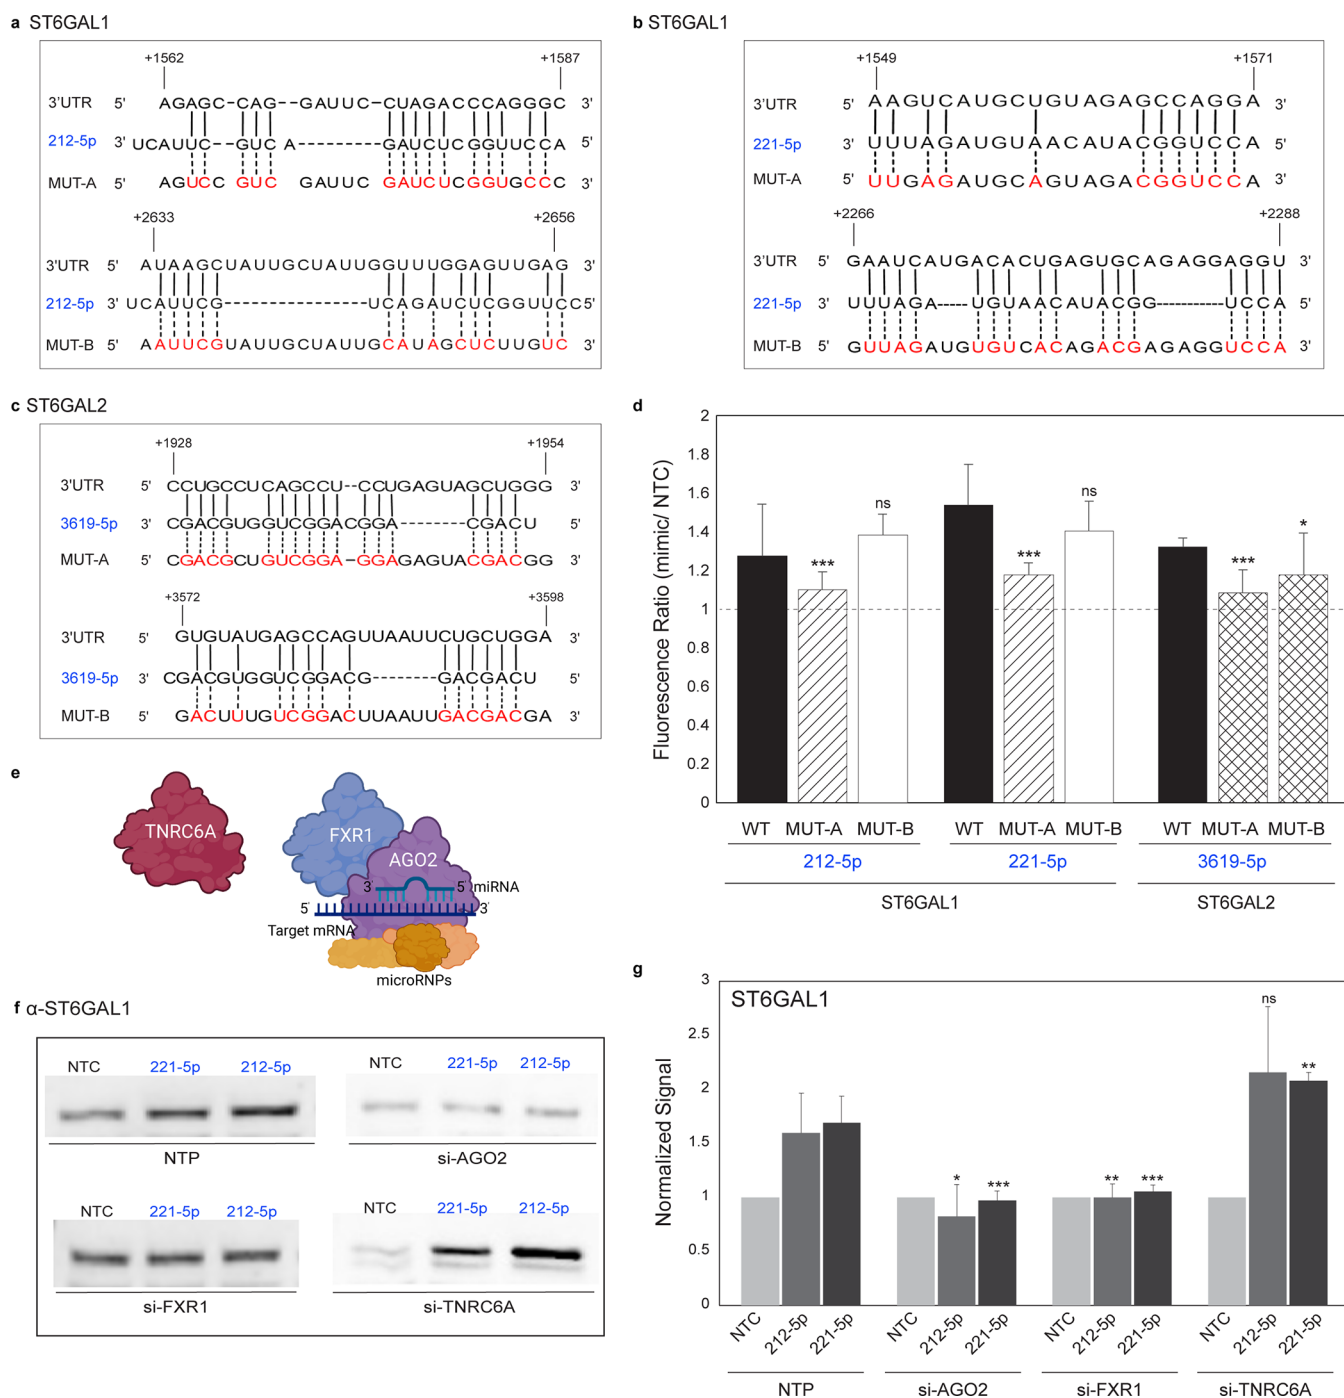 a ST6GAL1
+1562 +1587
3'UTR 5' AGAGC-CAG--GAUUC-CUAGACCCAGGGC 3'
212-5p 3' UCAUUC-GUC A---------GAUCUCGGUUCCA 5'
MUT-A 5' AGUCC GUC GAUUC GAUCUCGGUGCCC 3'
+2633 +2656
3'UTR 5' AUAAGCUAUUGCUAUUGGUUUGGAGUUGAG 3'
212-5p 3' UCAUUCG--------------UCAGAUCUCGGUUCC5'
MUT-B 5' AAUUCGUAUUGCUAUUGCAUAGCUCUUGUC 3'
b ST6GAL1
+1549 +1571
3'UTR 5' AAGUCAUGCUGUAGAGCCAGGA 3'
221-5p 3' UUUAGAUGUAACAUACGGUCCA 5'
MUT-A 5' UUGAGAUGCAGUAGACGGUCCA 3'
+2266 +2288
3'UTR 5' GAAUCAUGACACUGAGUGCAGAGGAGGU 3'
221-5p 3' UUUAGA----UGUAACAUACGG---------UCCA 5'
MUT-B 5' GUUAGAUGUGUCACAGACGAGAGGUCCA 3'
c ST6GAL2
+1928 +1954
3'UTR 5' CCUGCCUCAGCCU--CCUGAGUAGCUGGG 3'
3619-5p 3' CGACGUGGUCGGACGGA--------CGACU 5'
MUT-A 5' CGACGCUGUCGGA-GGAGAGUACGACGG 3'
+3572 +3598
3'UTR 5' GUGUAUGAGCCAGUUAAUUCUGCUGGA 3'
3619-5p 3' CGACGUGGUCGGACG-------GACGACU 5'
MUT-B 5' GACUUUGUCGGACUUAAUUGACGACGA 3'
d
Fluorescence Ratio (mimic/ NTC)
2
1.8
1.6
1.4
1.2
1
0.8
0.6
0.4
0.2
0
*** ns *** ns *** *
WT MUT-A MUT-B WT MUT-A MUT-B WT MUT-A MUT-B
212-5p 221-5p 3619-5p
ST6GAL1 ST6GAL2
e
TNRC6A
FXR1
AGO2
3' 5' miRNA
5' 3'
Target mRNA
microRNPs
f α-ST6GAL1
NTC 221-5p 212-5p
NTP
NTC 221-5p 212-5p
si-AGO2
NTC 221-5p 212-5p
si-FXR1
NTC 221-5p 212-5p
si-TNRC6A
g
ST6GAL1
Normalized Signal
3
2.5
2
1.5
1
0.5
0
* *** ** *** ns **
NTC 212-5p 221-5p NTC 212-5p 221-5p NTC 212-5p 221-5p NTC 212-5p 221-5p
NTP si-AGO2 si-FXR1 si-TNRC6A